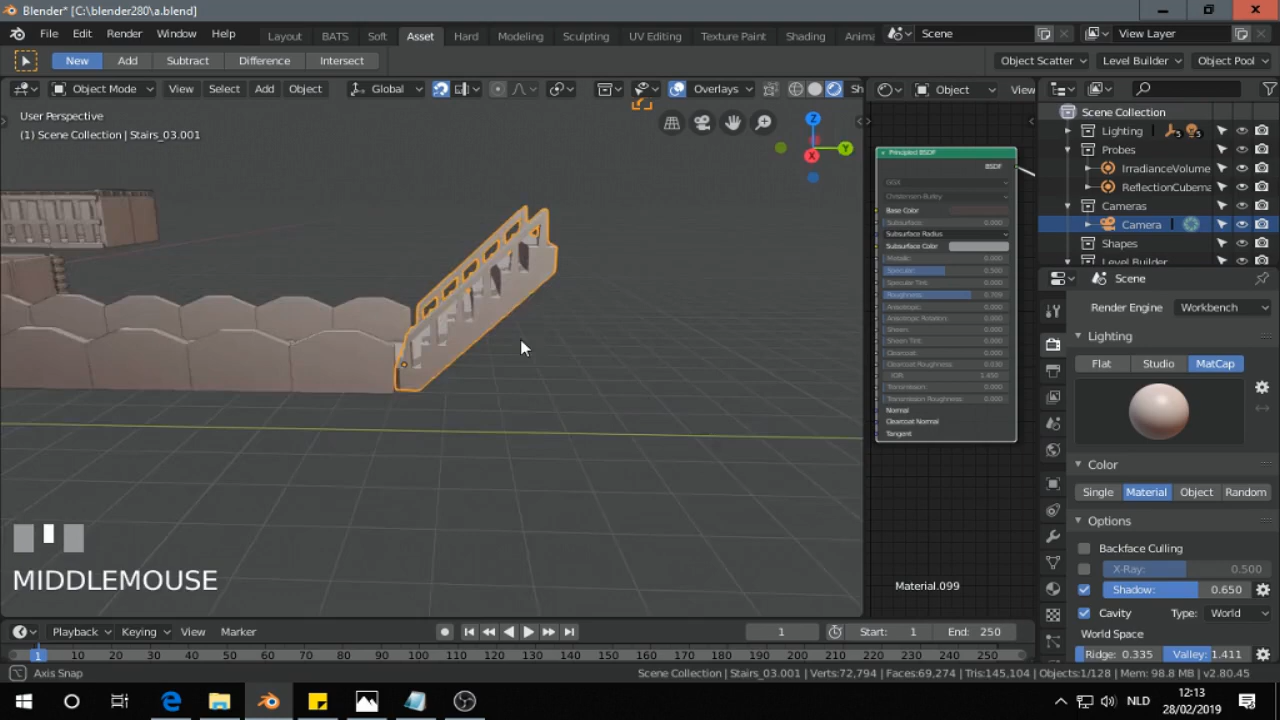 Blender* [C:\blender280\a.blend]
File Edit Render Window Help Layout BATS Soft Asset Hard Modeling Sculpting UV Editing Texture Paint Shading Anima Scene View Layer
New Add Subtract Difference Intersect Object Scatter Level Builder Object Pool
Object Mode View Select Add Object Global Overlays Sh Object View
User Perspective
(1) Scene Collection | Stairs_03.001
Z
Y
X
Principled BSDF
BSDF
GGX
Christensen-Burley
Base Color
Subsurface: 0.000
Subsurface Radius
Subsurface Color
Metallic: 0.000
Specular: 0.500
Specular Tint: 0.000
Roughness: 0.709
Anisotropic: 0.000
Anisotropic Rotation: 0.000
Sheen: 0.000
Sheen Tint: 0.000
Clearcoat: 0.000
Clearcoat Roughness: 0.030
IOR 1.450
Transmission: 0.000
Transmission Roughness: 0.000
Normal
Clearcoat Normal
Tangent
Material.099
Scene Collection
Lighting 5 5
Probes
IrradianceVolume
ReflectionCubema
Cameras
Camera
Shapes
Level Builder
Scene
Render Engine Workbench
Lighting
Flat Studio MatCap
Color
Single Material Object Random
Options
Backface Culling
X-Ray: 0.500
Shadow: 0.650
Cavity Type: World
World Space
Ridge: 0.335 Valley: 1.411
MIDDLEMOUSE
Playback Keying View Marker 1 Start: 1 End: 250
1 10 20 30 40 50 60 70 80 90 100 110 120 130 140 150 160 170 180 190 200 210 220 230 240 250
Axis Snap Scene Collection | Stairs_03.001 | Verts:72,794 | Faces:69,274 | Tris:145,104 | Objects:1/128 | Mem: 98.8 MB | v2.80.45
NLD 12:13
28/02/2019